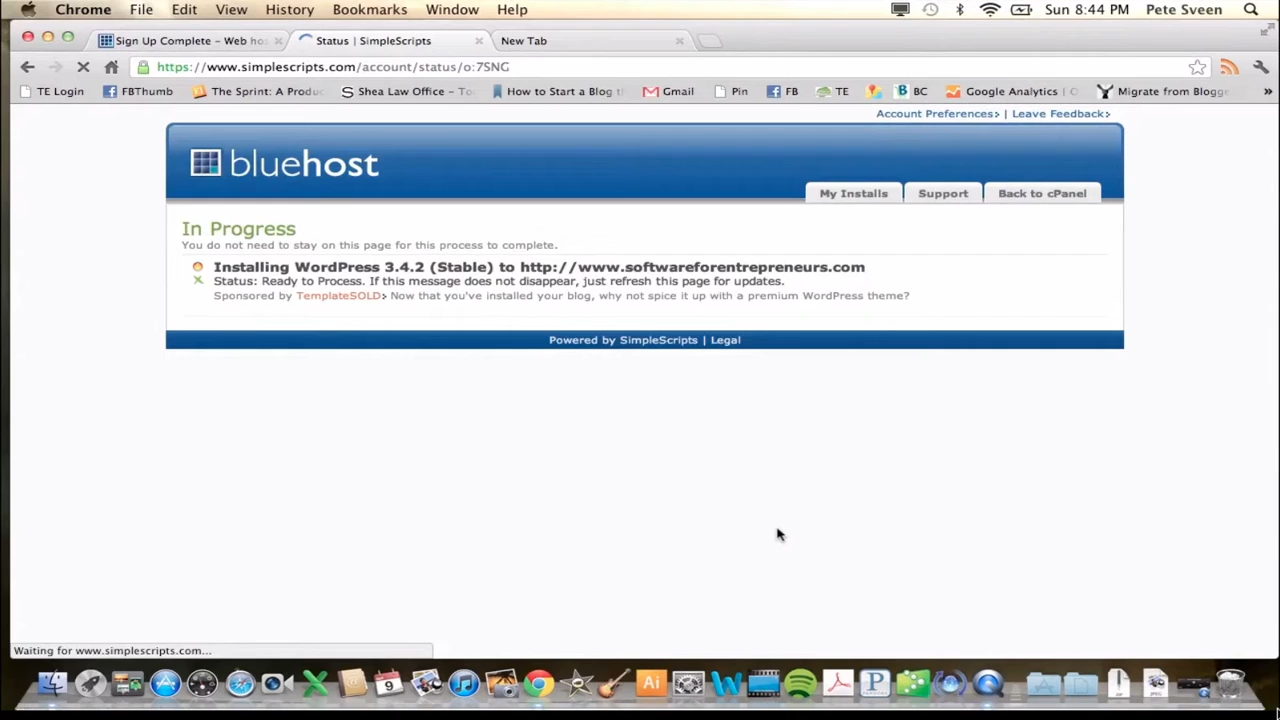 Chrome File Edit View History Bookmarks Window Help Sun 8:44 PM Pete Sveen
Sign Up Complete – Web ho Status | SimpleScripts New Tab
https://www.simplescripts.com/account/status/o:7SNG
TE Login FBThumb The Sprint: A Produ Shea Law Office – To How to Start a Blog Gmail Pin FB TE BC Google Analytics | O Migrate from Blogge »
Account Preferences> | Leave Feedback>
bluehost
My Installs Support Back to cPanel
In Progress
You do not need to stay on this page for this process to complete.
Installing WordPress 3.4.2 (Stable) to http://www.softwareforentrepreneurs.com
Status: Ready to Process. If this message does not disappear, just refresh this page for updates.
Sponsored by TemplateSOLD> Now that you've installed your blog, why not spice it up with a premium WordPress theme?
Powered by SimpleScripts | Legal
Waiting for www.simplescripts.com...
9 Ai